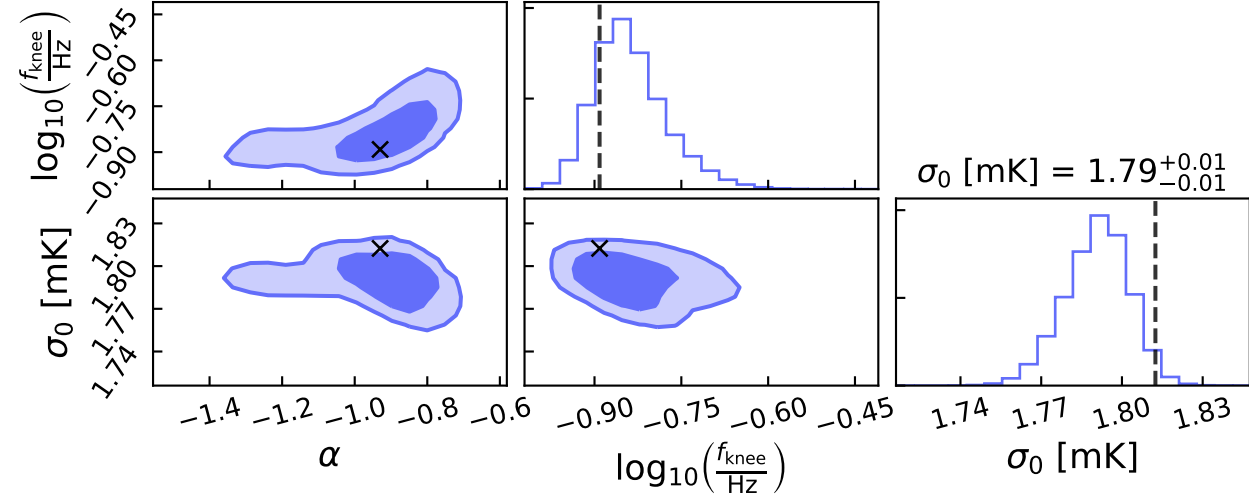 log₁₀(f_knee/Hz)
−0.45
−0.60
−0.75
−0.90
σ₀ [mK] = 1.79 +0.01 −0.01
σ₀ [mK]
1.83
1.80
1.77
1.74
−1.4 −1.2 −1.0 −0.8 −0.6
α
−0.90 −0.75 −0.60 −0.45
log₁₀(f_knee/Hz)
1.74 1.77 1.80 1.83
σ₀ [mK]